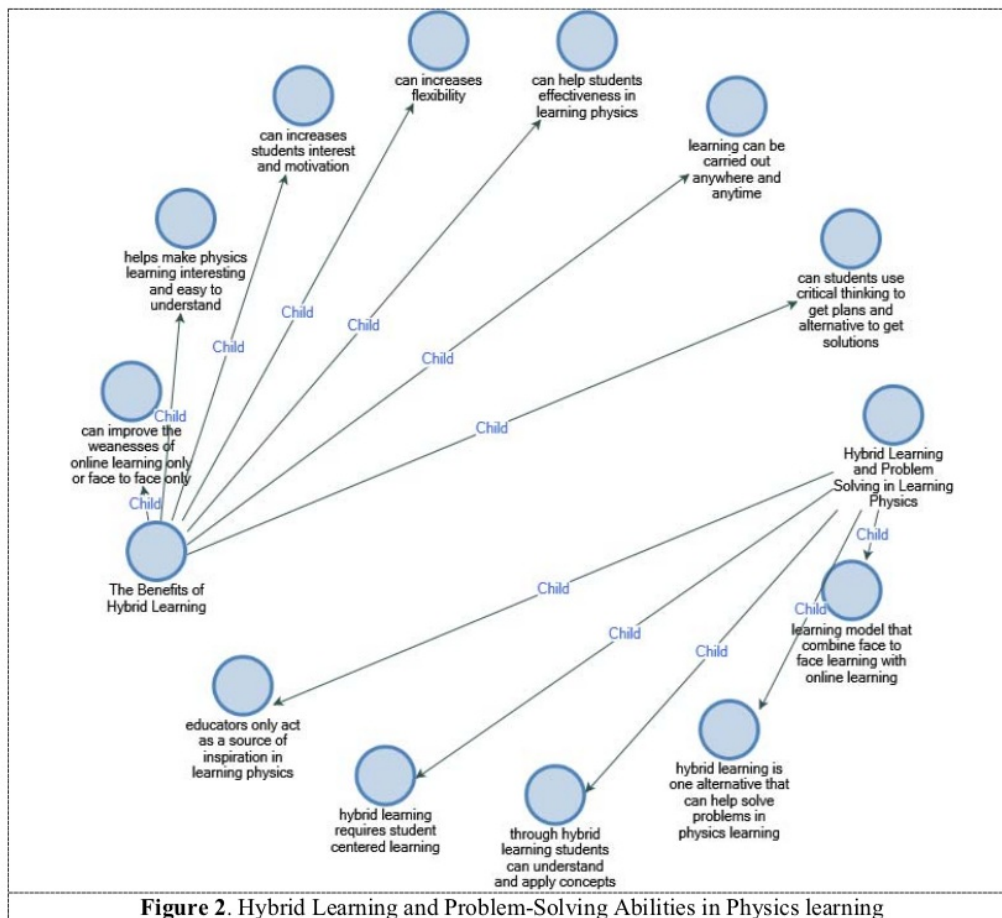 can increases
flexibility
can help students
effectiveness in
learning physics
can increases
students interest
and motivation
learning can be
carried out
anywhere and
anytime
helps make physics
learning interesting
and easy to
understand
can students use
critical thinking to
get plans and
alternative to get
solutions
Child
Child
Child
Child
Child
Child
Child
can improve the
weanesses of
online learning only
or face to face only
The Benefits of
Hybrid Learning
Hybrid Learning
and Problem
Solving in Learning
Physics
Child
Child
Child
Child
Child
learning model that
combine face to
face learning with
online learning
educators only act
as a source of
inspiration in
learning physics
hybrid learning
requires student
centered learning
through hybrid
learning students
can understand
and apply concepts
hybrid learning is
one alternative that
can help solve
problems in
physics learning
Figure 2. Hybrid Learning and Problem-Solving Abilities in Physics learning